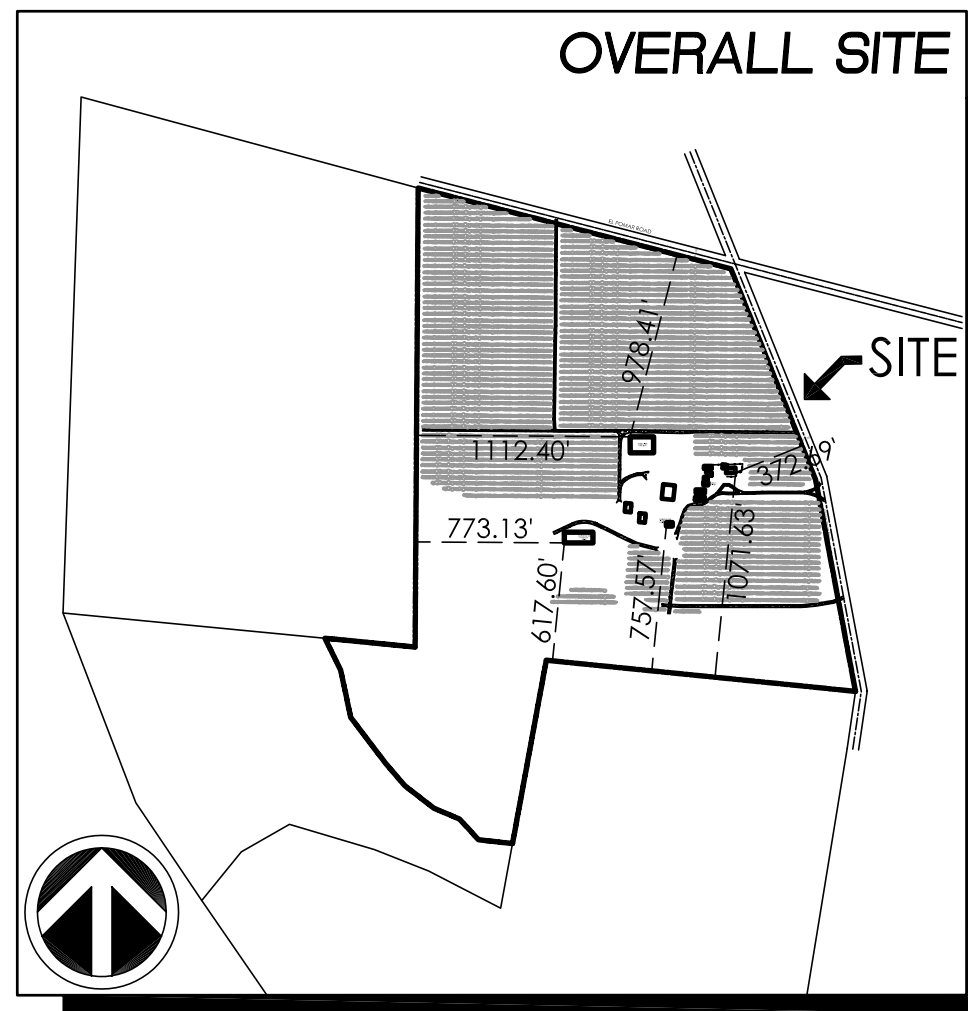 OVERALL SITE
EL POMAR ROAD
978.41'
SITE
1112.40'
372.69'
773.13'
1071.63'
617.60'
757.57'